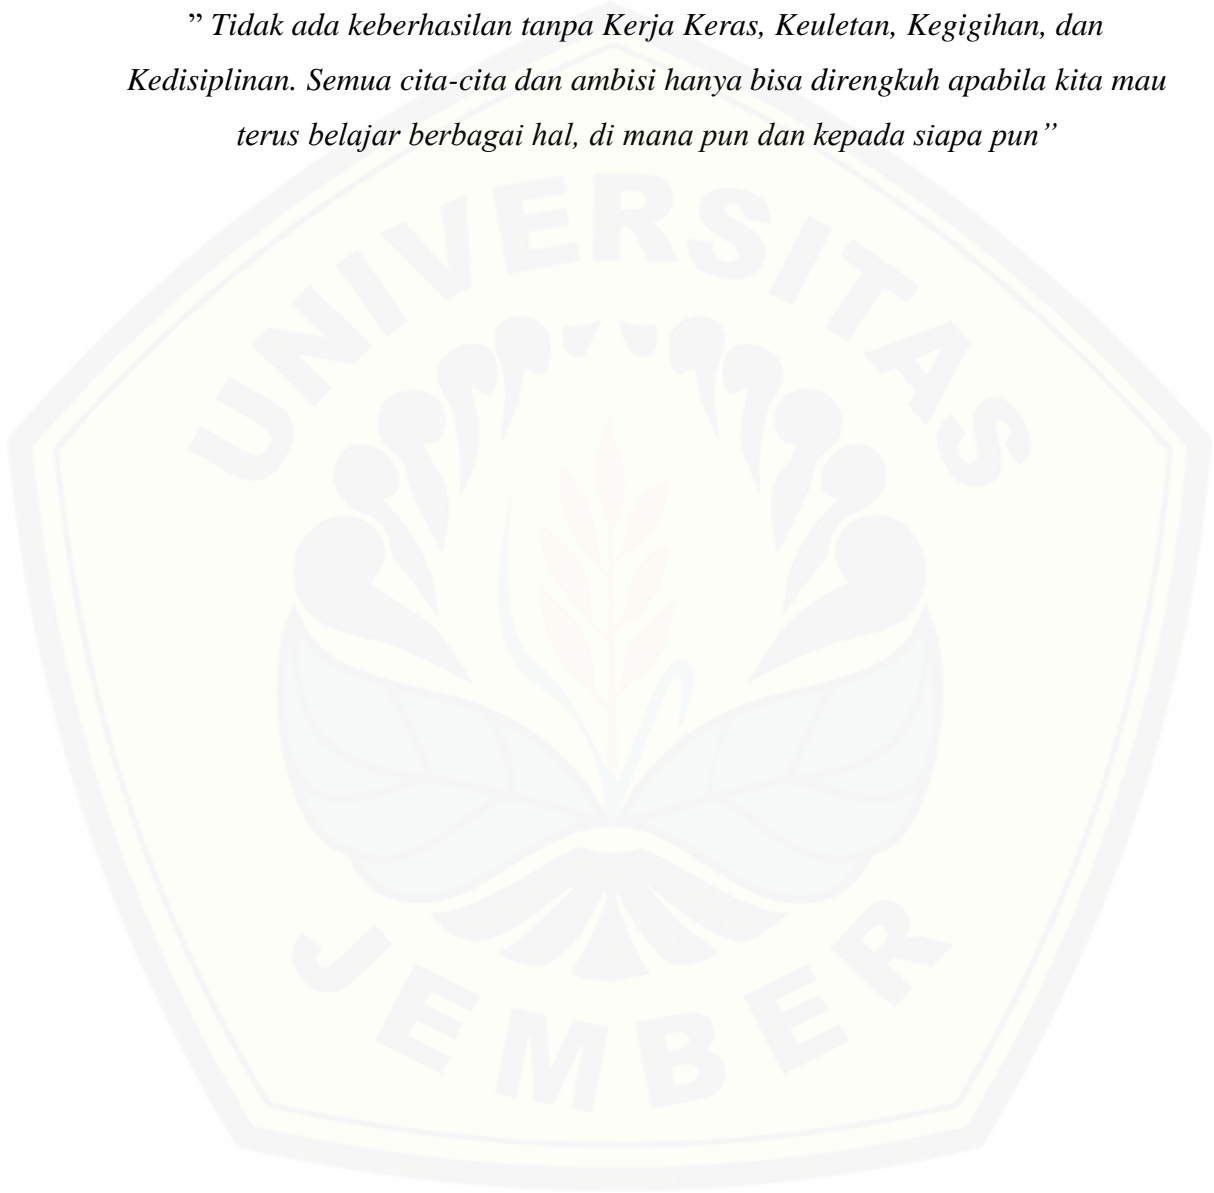 ” Tidak ada keberhasilan tanpa Kerja Keras, Keuletan, Kegigihan, dan
Kedisiplinan. Semua cita-cita dan ambisi hanya bisa direngkuh apabila kita mau
terus belajar berbagai hal, di mana pun dan kepada siapa pun”
UNIVERSITAS
JEMBER